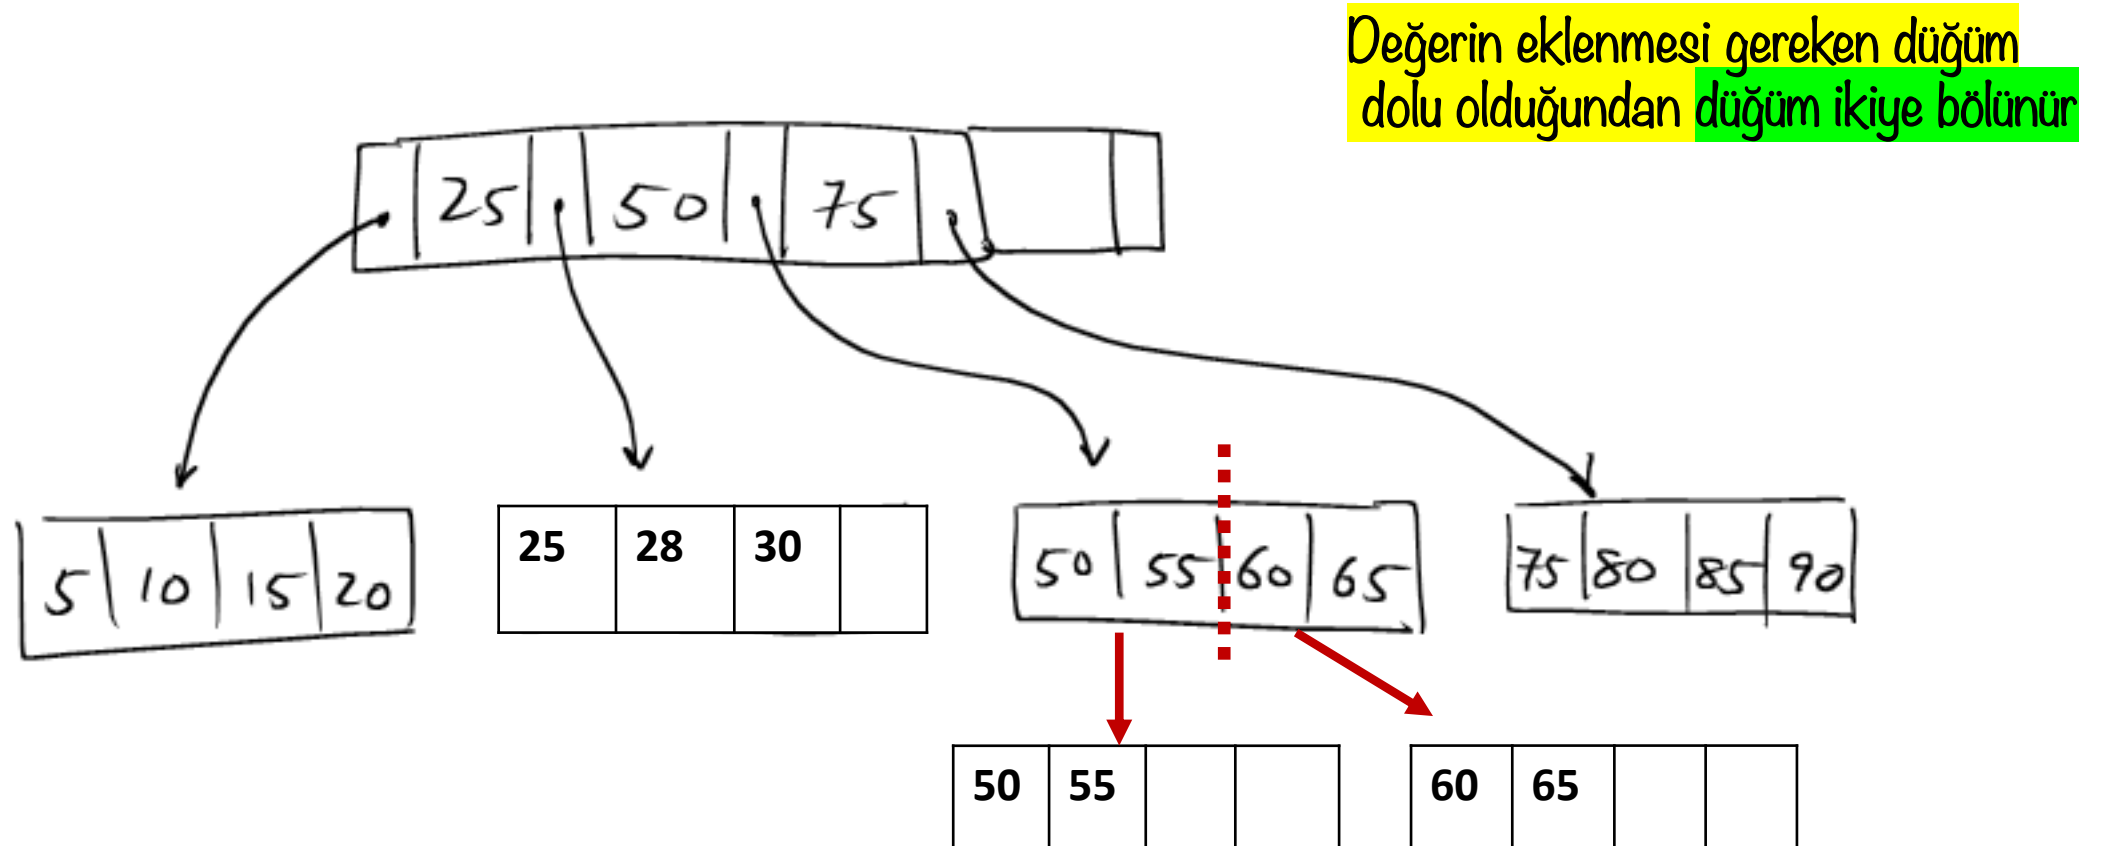 Değerin eklenmesi gereken düğüm
dolu olduğundan düğüm ikiye bölünür
25 50 75
5 10 15 20
25 28 30
50 55 60 65
75 80 85 90
50 55
60 65